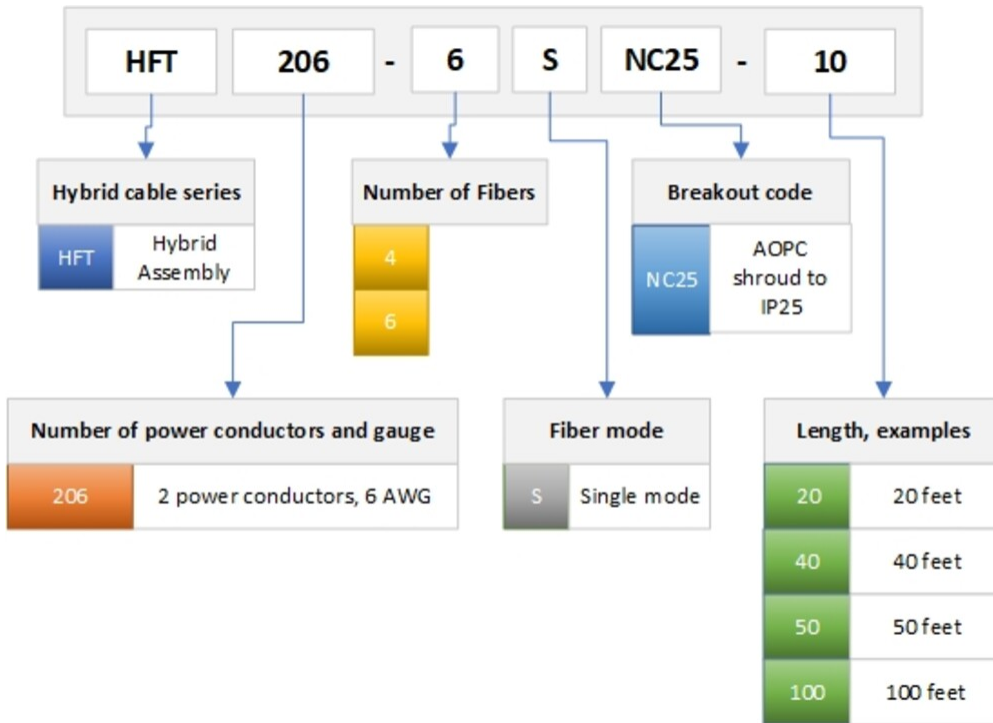 HFT 206 - 6 S NC25 - 10
Hybrid cable series
HFT Hybrid
Assembly
Number of Fibers
4
6
Breakout code
NC25 AOPC
shroud to
IP25
Number of power conductors and gauge
206 2 power conductors, 6 AWG
Fiber mode
S Single mode
Length, examples
20 20 feet
40 40 feet
50 50 feet
100 100 feet